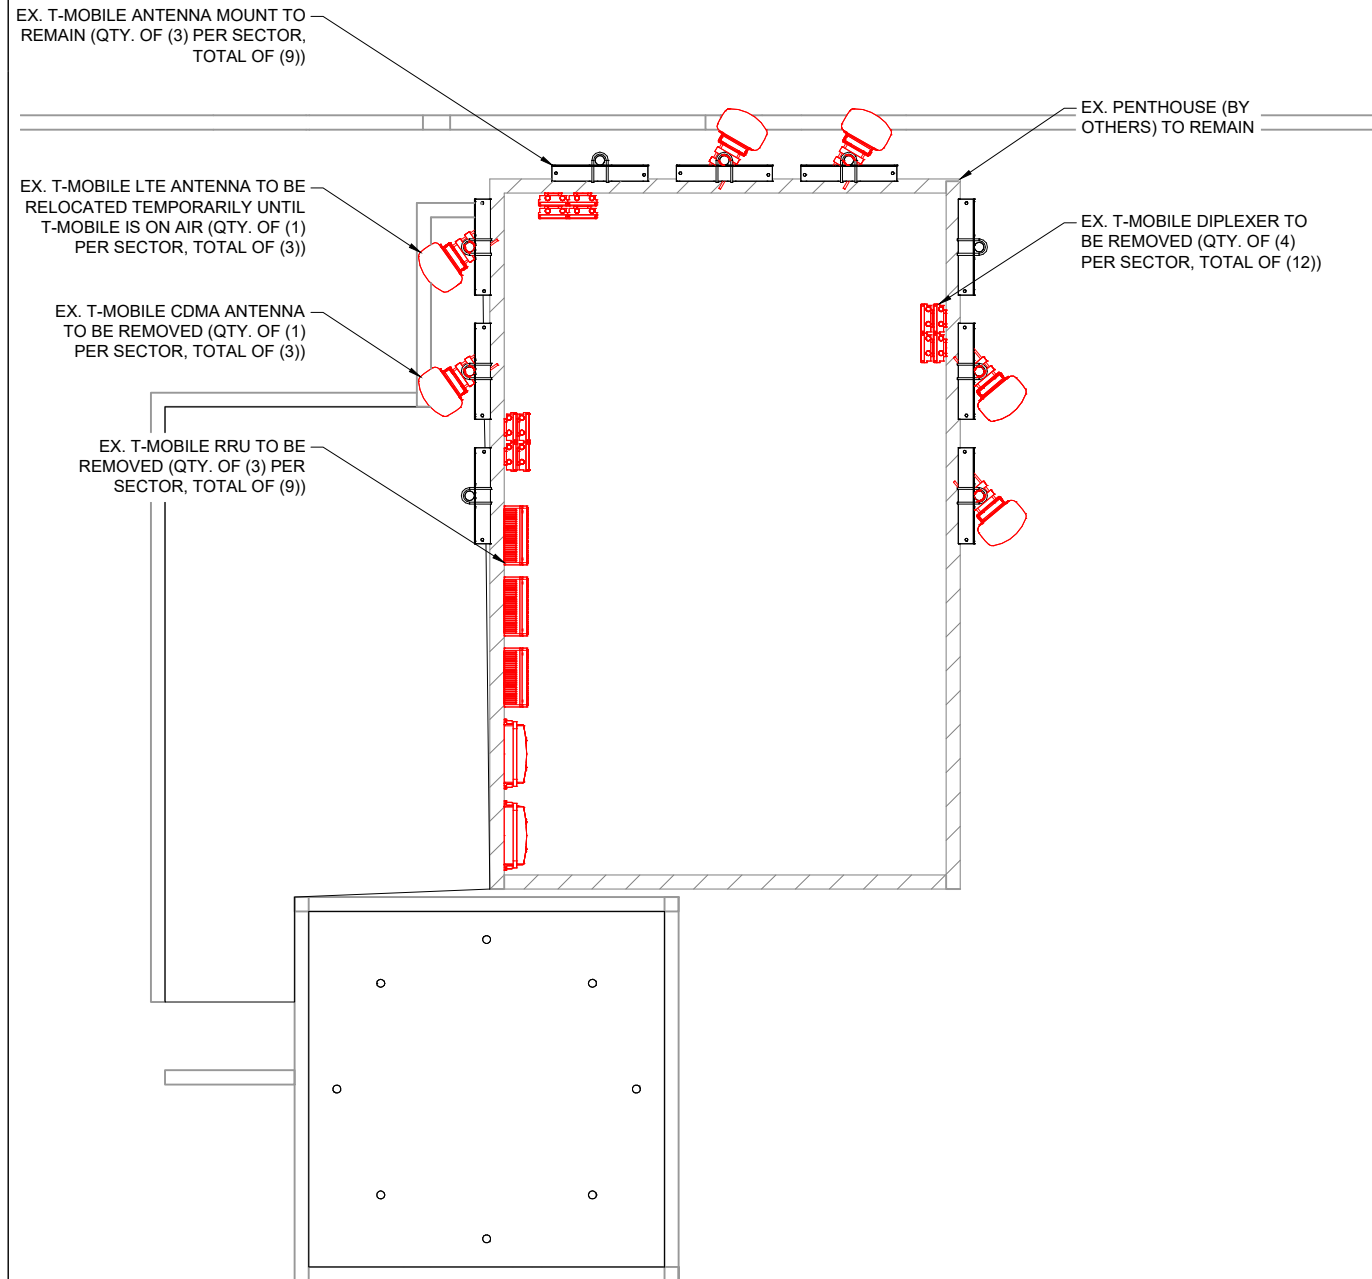 EX. T-MOBILE ANTENNA MOUNT TO
REMAIN (QTY. OF (3) PER SECTOR,
TOTAL OF (9))
EX. PENTHOUSE (BY
OTHERS) TO REMAIN
EX. T-MOBILE LTE ANTENNA TO BE
RELOCATED TEMPORARILY UNTIL
T-MOBILE IS ON AIR (QTY. OF (1)
PER SECTOR, TOTAL OF (3))
EX. T-MOBILE DIPLEXER TO
BE REMOVED (QTY. OF (4)
PER SECTOR, TOTAL OF (12))
EX. T-MOBILE CDMA ANTENNA
TO BE REMOVED (QTY. OF (1)
PER SECTOR, TOTAL OF (3))
EX. T-MOBILE RRU TO BE
REMOVED (QTY. OF (3) PER
SECTOR, TOTAL OF (9))